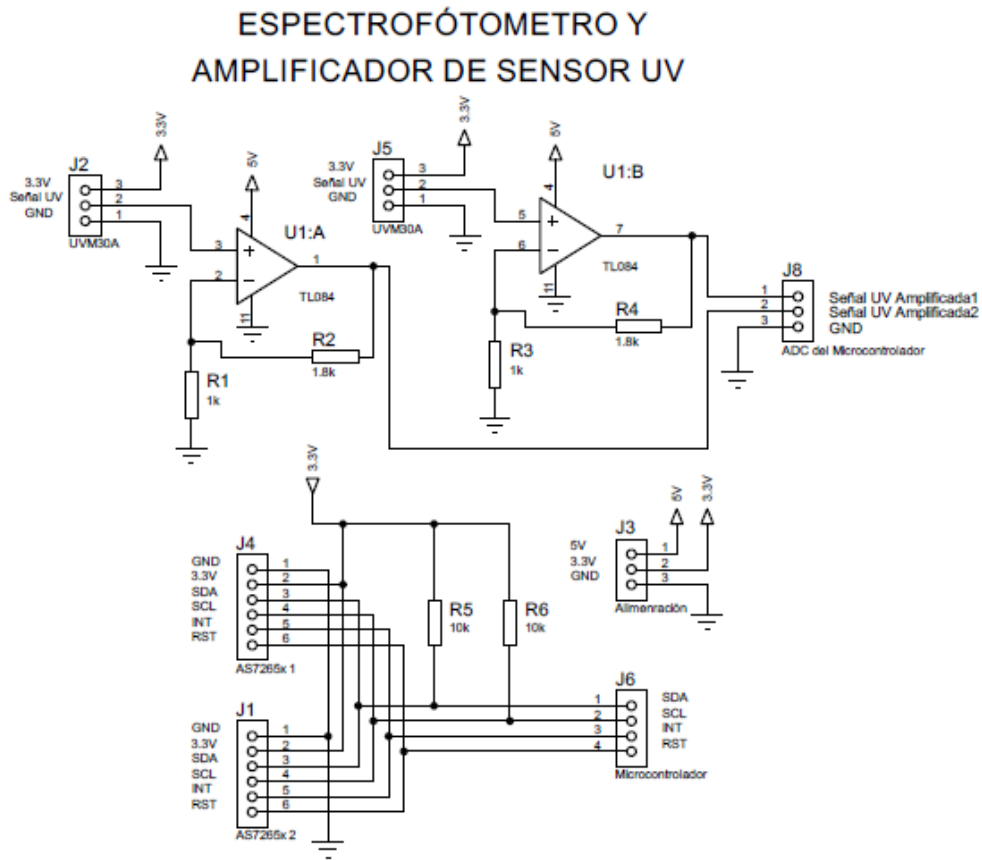 ESPECTROFÓTOMETRO Y
AMPLIFICADOR DE SENSOR UV
J2
3.3V
Señal UV
GND
3
2
1
UVM30A
3.3V
5V
4
3
2
1
11
U1:A
TL084
R2
1.8k
R1
1k
J5
3.3V
Señal UV
GND
3
2
1
UVM30A
3.3V
5V
4
5
6
7
11
U1:B
TL084
R4
1.8k
R3
1k
J8
1
2
3
Señal UV Amplificada1
Señal UV Amplificada2
GND
ADC del Microcontrolador
3.3V
J4
GND
3.3V
SDA
SCL
INT
RST
1
2
3
4
5
6
AS7265x 1
R5
10k
R6
10k
J3
5V
3.3V
GND
1
2
3
5V
3.3V
Alimenración
J1
GND
3.3V
SDA
SCL
INT
RST
1
2
3
4
5
6
AS7265x 2
J6
1
2
3
4
SDA
SCL
INT
RST
Microcontrolador